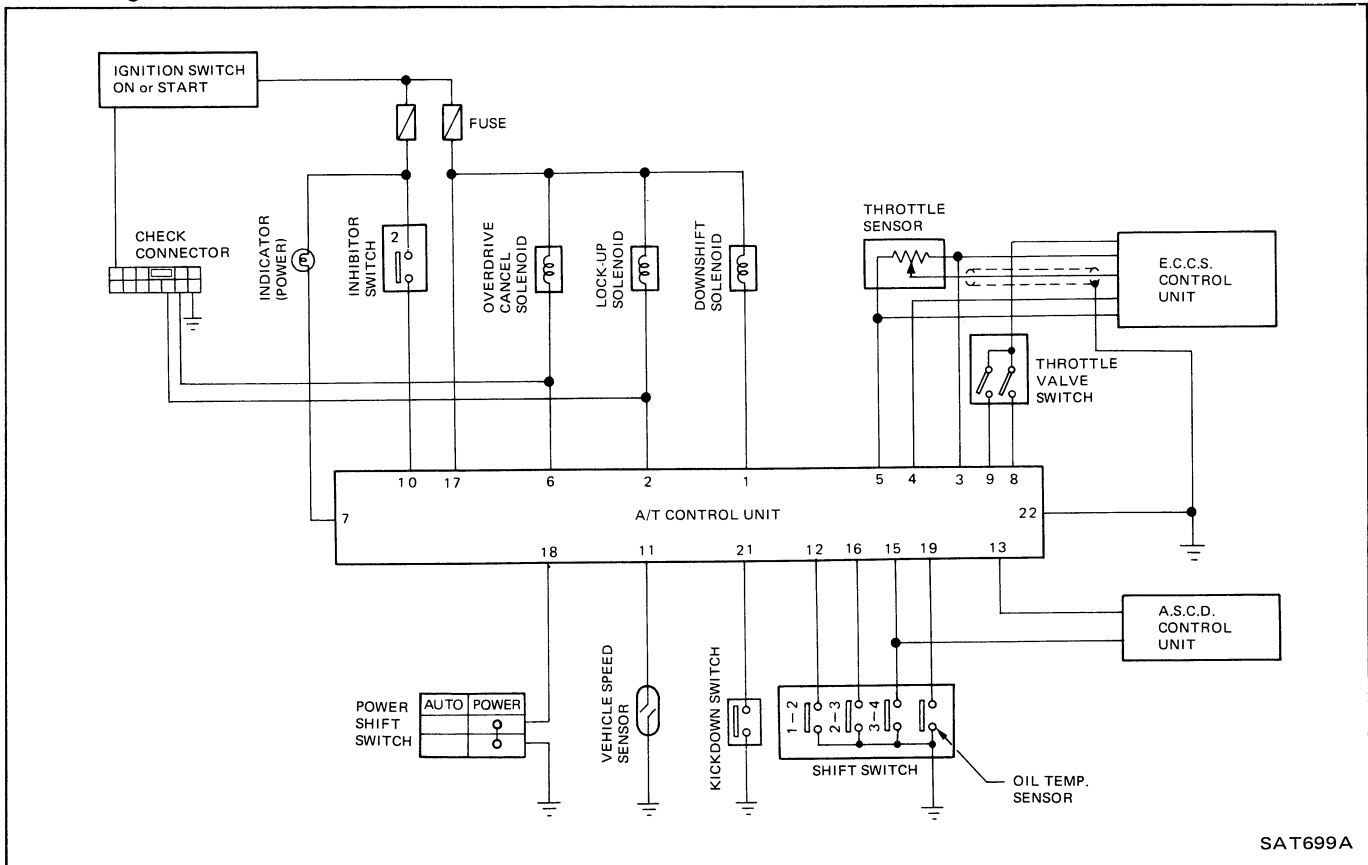 IGNITION SWITCH
ON or START
FUSE
CHECK
CONNECTOR
INDICATOR
(POWER)
INHIBITOR
SWITCH
2
OVERDRIVE
CANCEL
SOLENOID
LOCK-UP
SOLENOID
DOWNSHIFT
SOLENOID
THROTTLE
SENSOR
E.C.C.S.
CONTROL
UNIT
THROTTLE
VALVE
SWITCH
10 17 6 2 1 5 4 3 9 8
7 A/T CONTROL UNIT 22
18 11 21 12 16 15 19 13
A.S.C.D.
CONTROL
UNIT
POWER
SHIFT
SWITCH
AUTO POWER
VEHICLE SPEED
SENSOR
KICKDOWN SWITCH
1–2
2–3
3–4
SHIFT SWITCH
OIL TEMP.
SENSOR
SAT699A